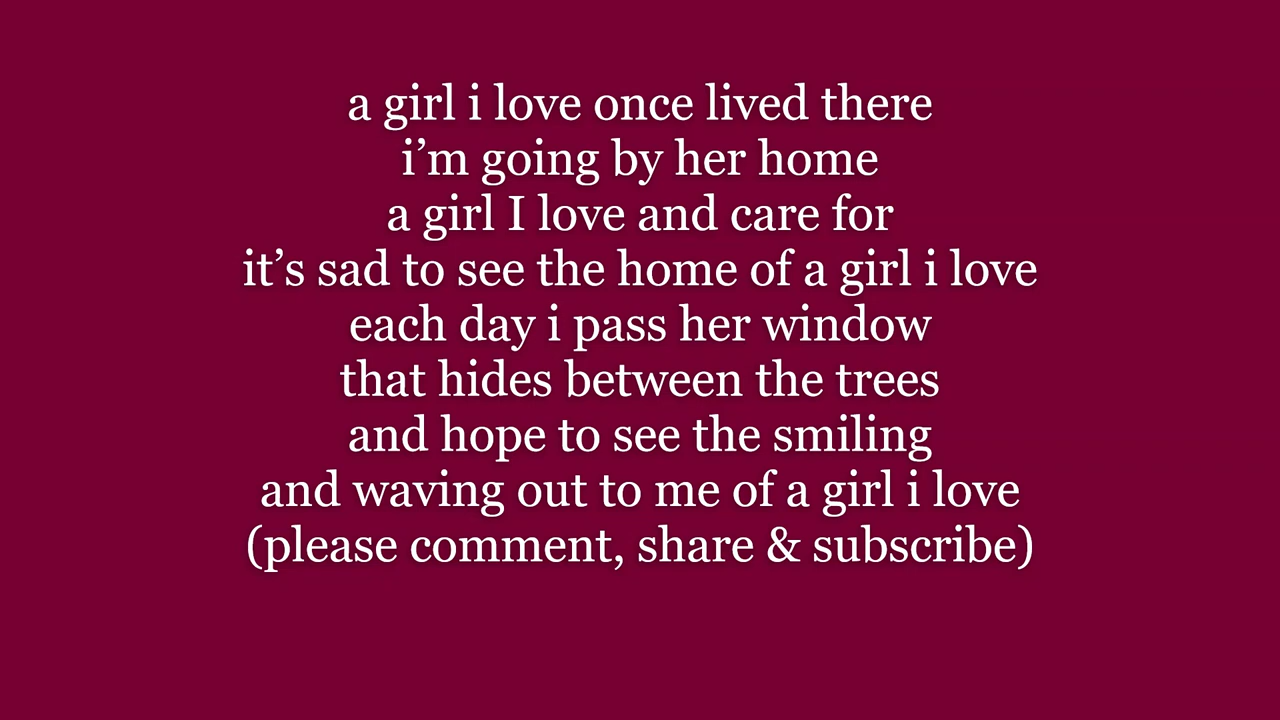 a girl i love once lived there
i’m going by her home
a girl I love and care for
it’s sad to see the home of a girl i love
each day i pass her window
that hides between the trees
and hope to see the smiling
and waving out to me of a girl i love
(please comment, share & subscribe)